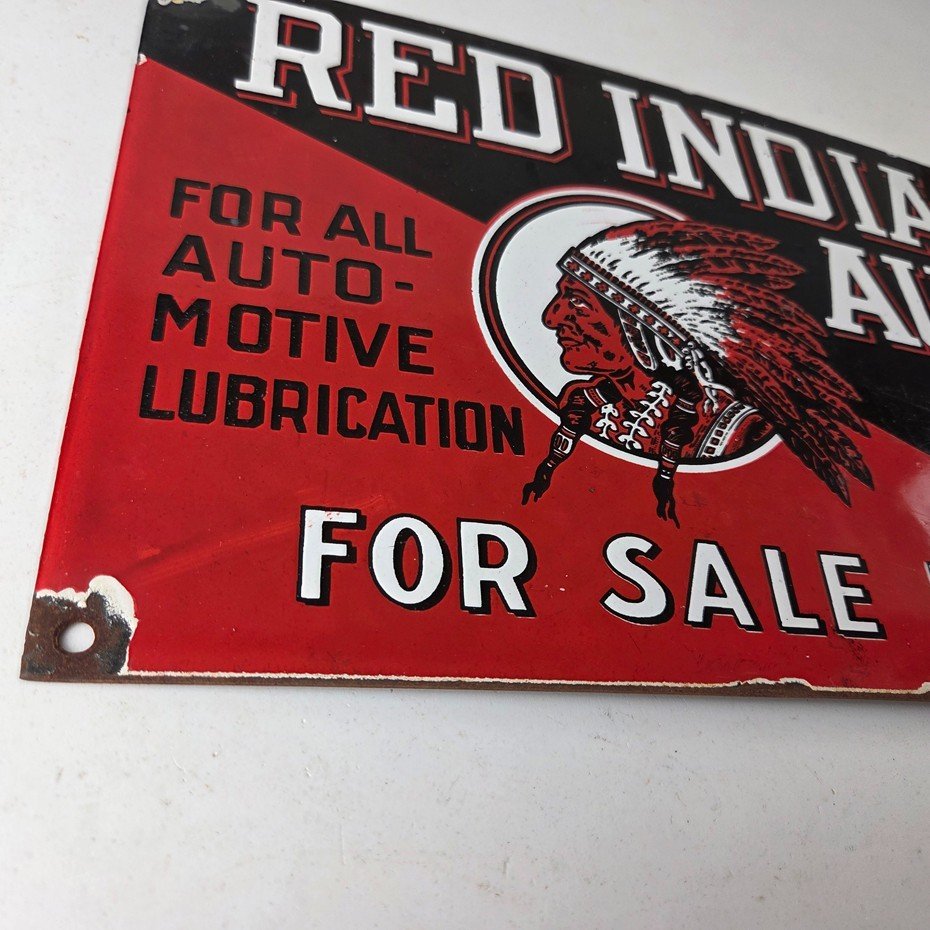 RED INDIA
FOR ALL
AUTO-
MOTIVE
LUBRICATION
FOR SALE